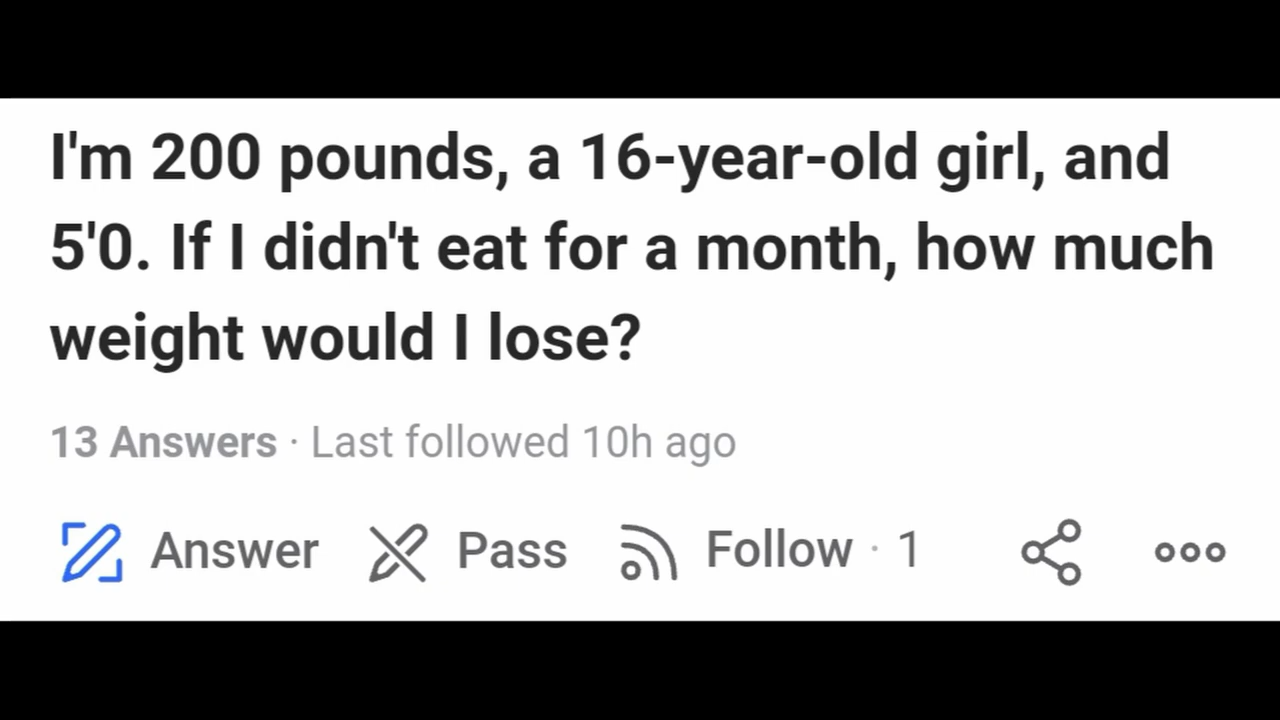 I'm 200 pounds, a 16-year-old girl, and
5'0. If I didn't eat for a month, how much
weight would I lose?
13 Answers · Last followed 10h ago
Answer Pass Follow · 1